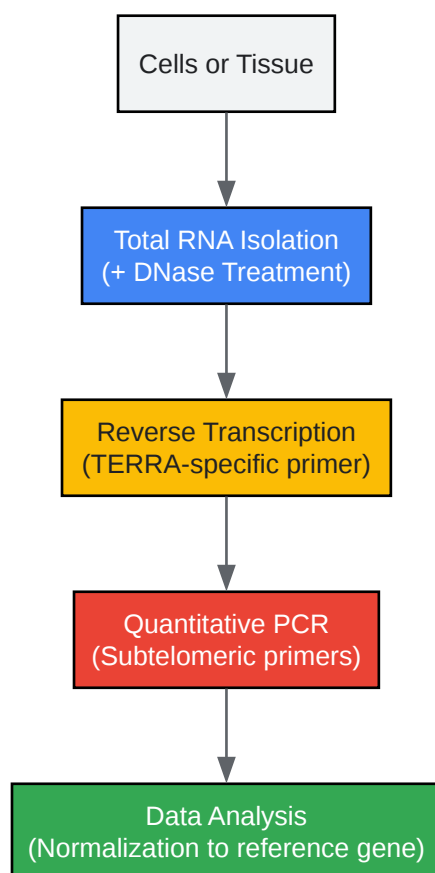 Cells or Tissue
Total RNA Isolation
(+ DNase Treatment)
Reverse Transcription
(TERRA-specific primer)
Quantitative PCR
(Subtelomeric primers)
Data Analysis
(Normalization to reference gene)